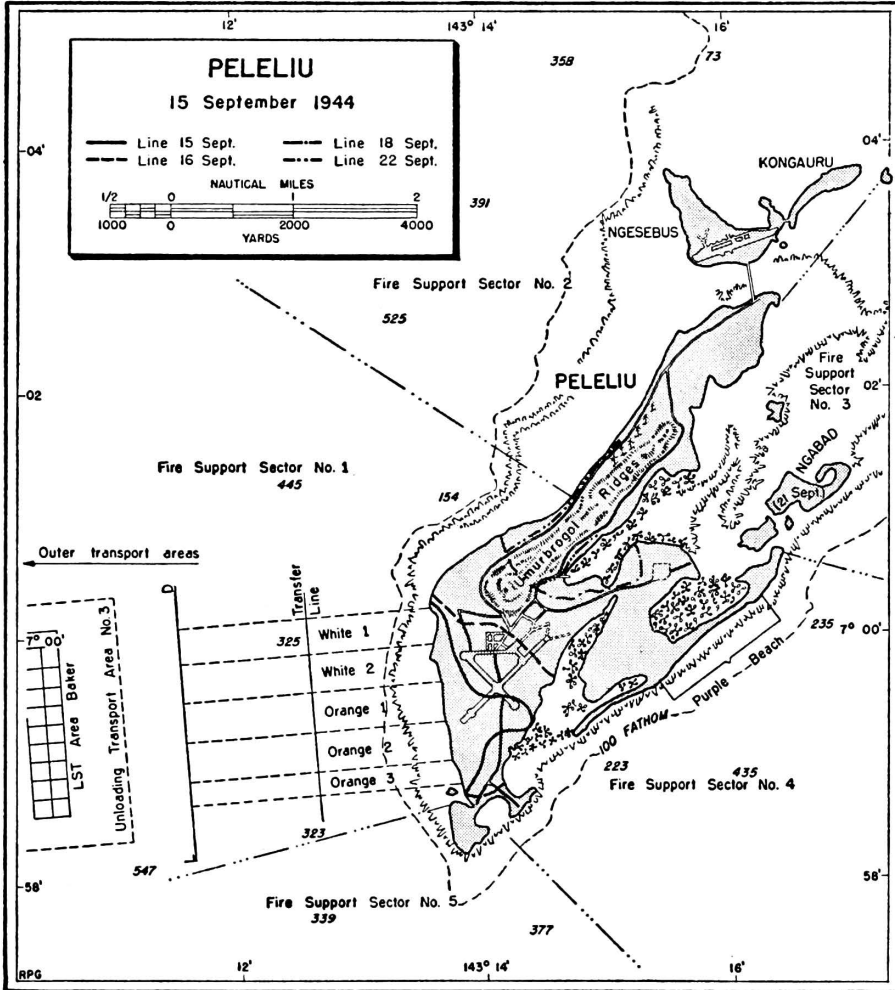 12'
143° 14'
16'
PELELIU
15 September 1944
Line 15 Sept.
Line 18 Sept.
Line 16 Sept.
Line 22 Sept.
NAUTICAL MILES
1/2 0 1 2
1000 0 2000 4000
YARDS
358
73
04'
04'
KONGAURU
391
NGESEBUS
Fire Support Sector No. 2
525
02'
PELELIU
Fire
Support
Sector
No. 3
02'
NGABAD
(21 Sept.)
Fire Support Sector No. 1
445
154
Umurbrogol Ridges
Outer transport areas
Transfer
Line
325
White 1
White 2
Orange 1
Orange 2
Orange 3
7° 00'
7° 00'
235
LST Area Baker
Unloading Transport Area No.3
Purple Beach
100 FATHOM
223
435
Fire Support Sector No. 4
323
547
58'
58'
Fire Support Sector No. 5
339
377
RPG
12'
143° 14'
16'